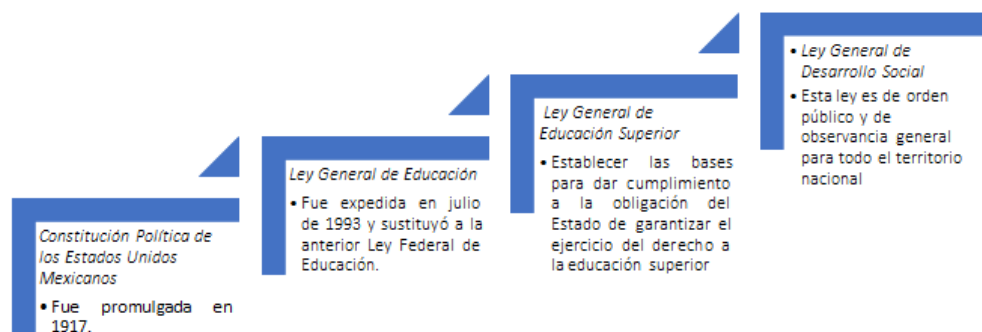 Constitución Política de
los Estados Unidos
Mexicanos
• Fue promulgada en
1917.
Ley General de Educación
• Fue expedida en julio
de 1993 y sustituyó a la
anterior Ley Federal de
Educación.
Ley General de
Educación Superior
• Establecer las bases
para dar cumplimiento
a la obligación del
Estado de garantizar el
ejercicio del derecho a
la educación superior
• Ley General de
Desarrollo Social
• Esta ley es de orden
público y de
observancia general
para todo el territorio
nacional